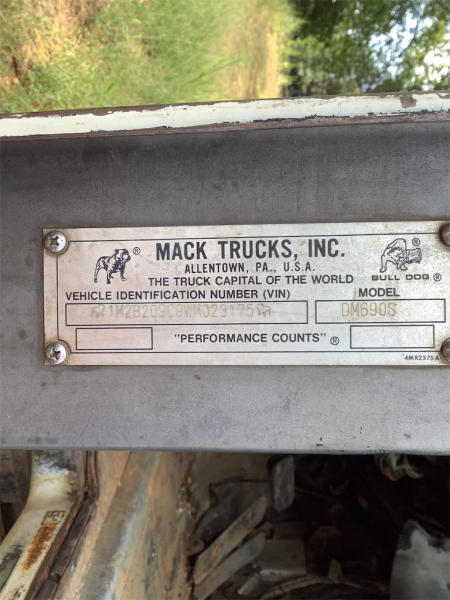 MACK TRUCKS, INC. ®
ALLENTOWN, PA., U.S.A.
THE TRUCK CAPITAL OF THE WORLD
BULL DOG ®
VEHICLE IDENTIFICATION NUMBER (VIN)
MODEL
1M2B209C8WM023175
DM690S
"PERFORMANCE COUNTS" ®
4MR2575A